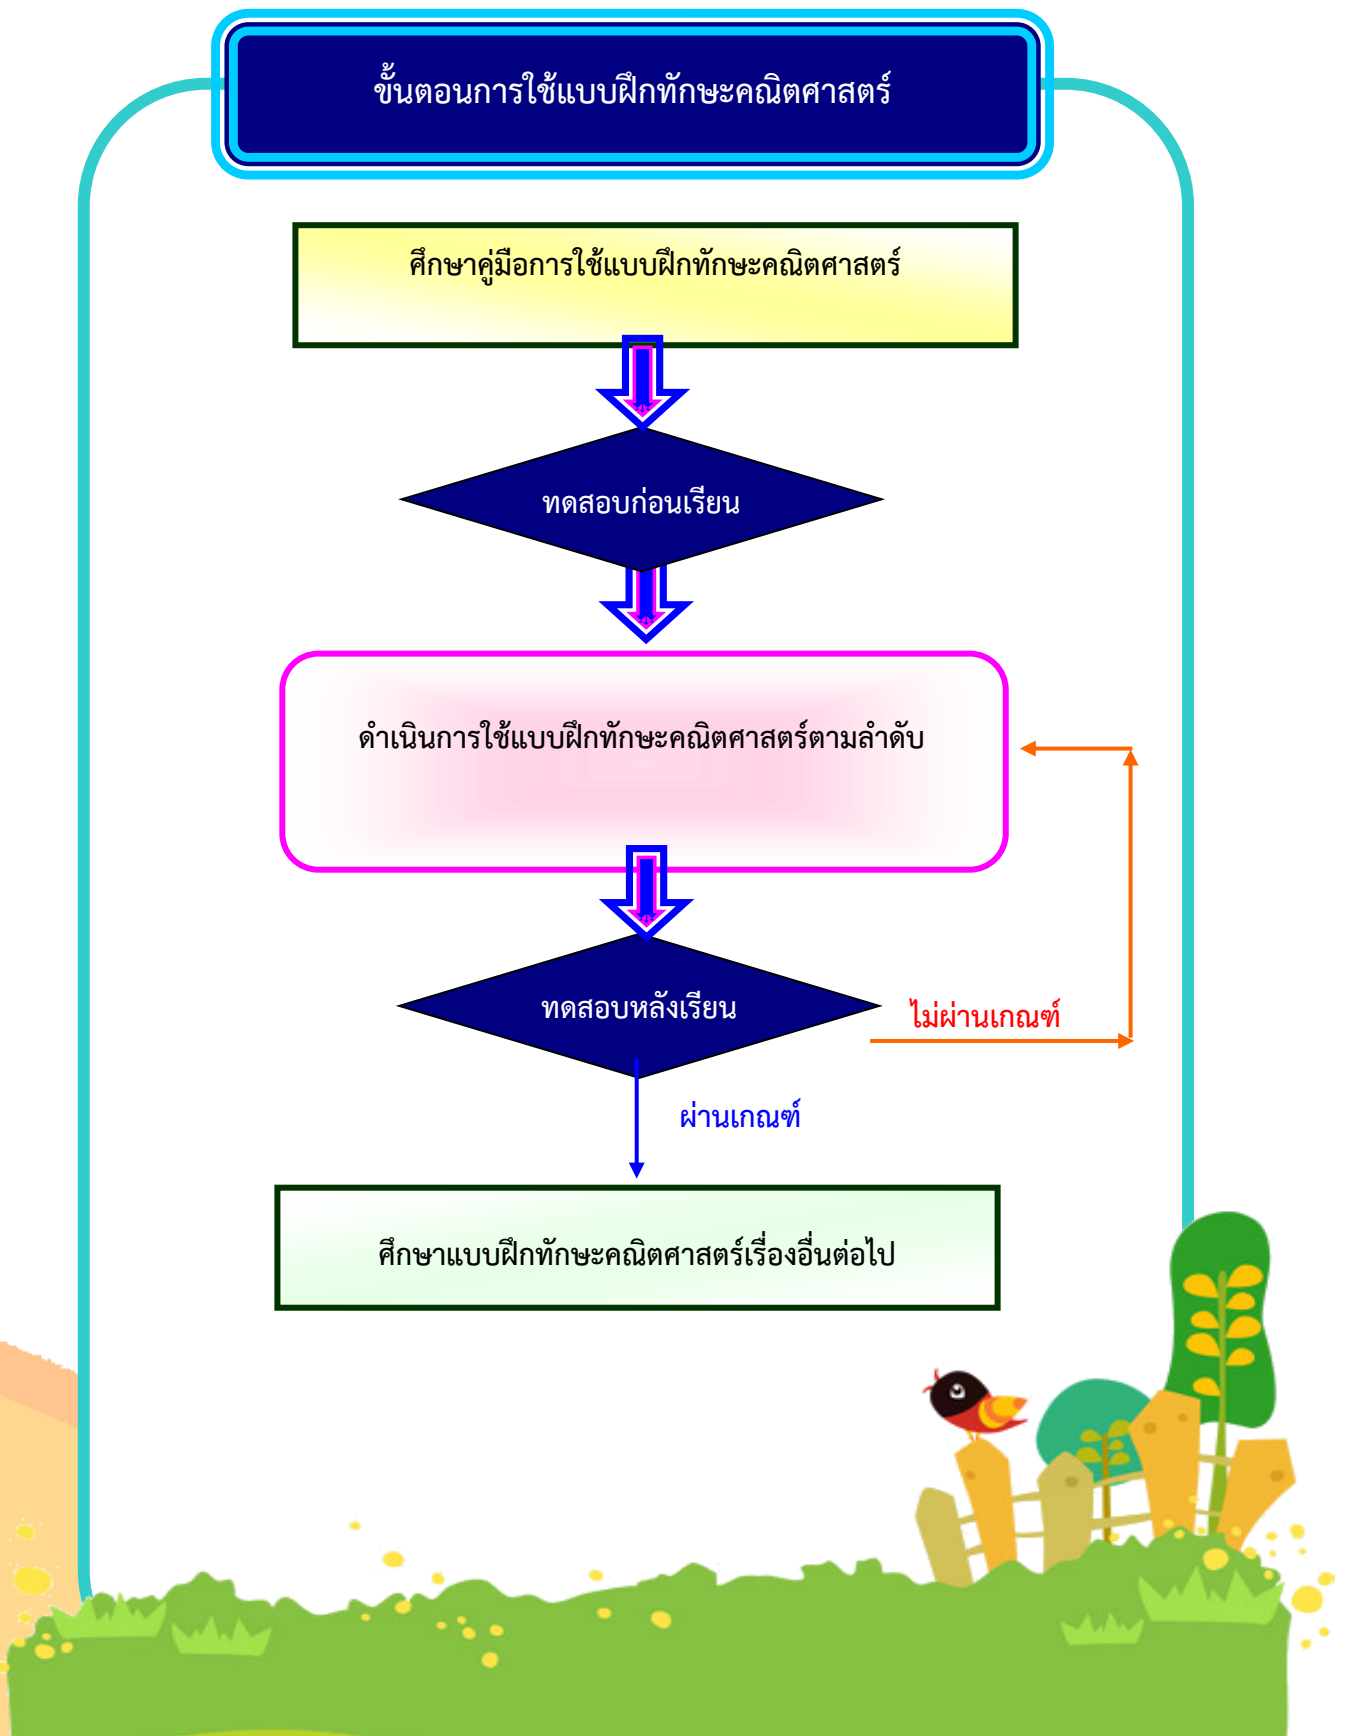 ขั้นตอนการใช้แบบฝึกทักษะคณิตศาสตร์
ศึกษาคู่มือการใช้แบบฝึกทักษะคณิตศาสตร์
ทดสอบก่อนเรียน
ดำเนินการใช้แบบฝึกทักษะคณิตศาสตร์ตามลำดับ
ทดสอบหลังเรียน
ไม่ผ่านเกณฑ์
ผ่านเกณฑ์
ศึกษาแบบฝึกทักษะคณิตศาสตร์เรื่องอื่นต่อไป